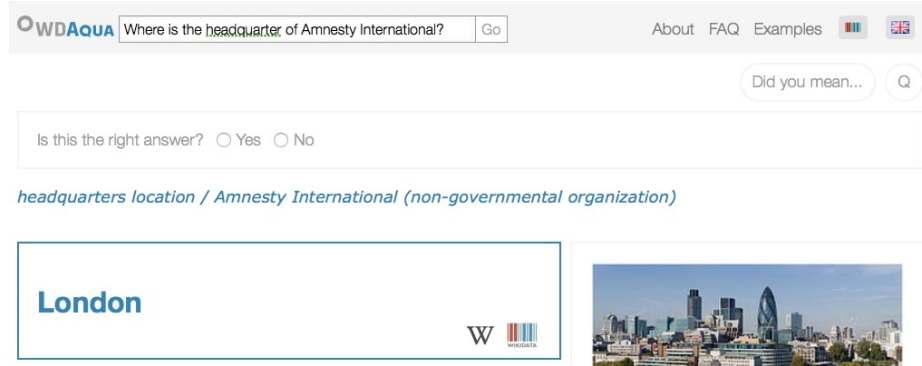 WDAQUA Where is the headquarter of Amnesty International? Go About FAQ Examples
Did you mean... Q
Is this the right answer? Yes No
headquarters location / Amnesty International (non-governmental organization)
London
W WIKIDATA